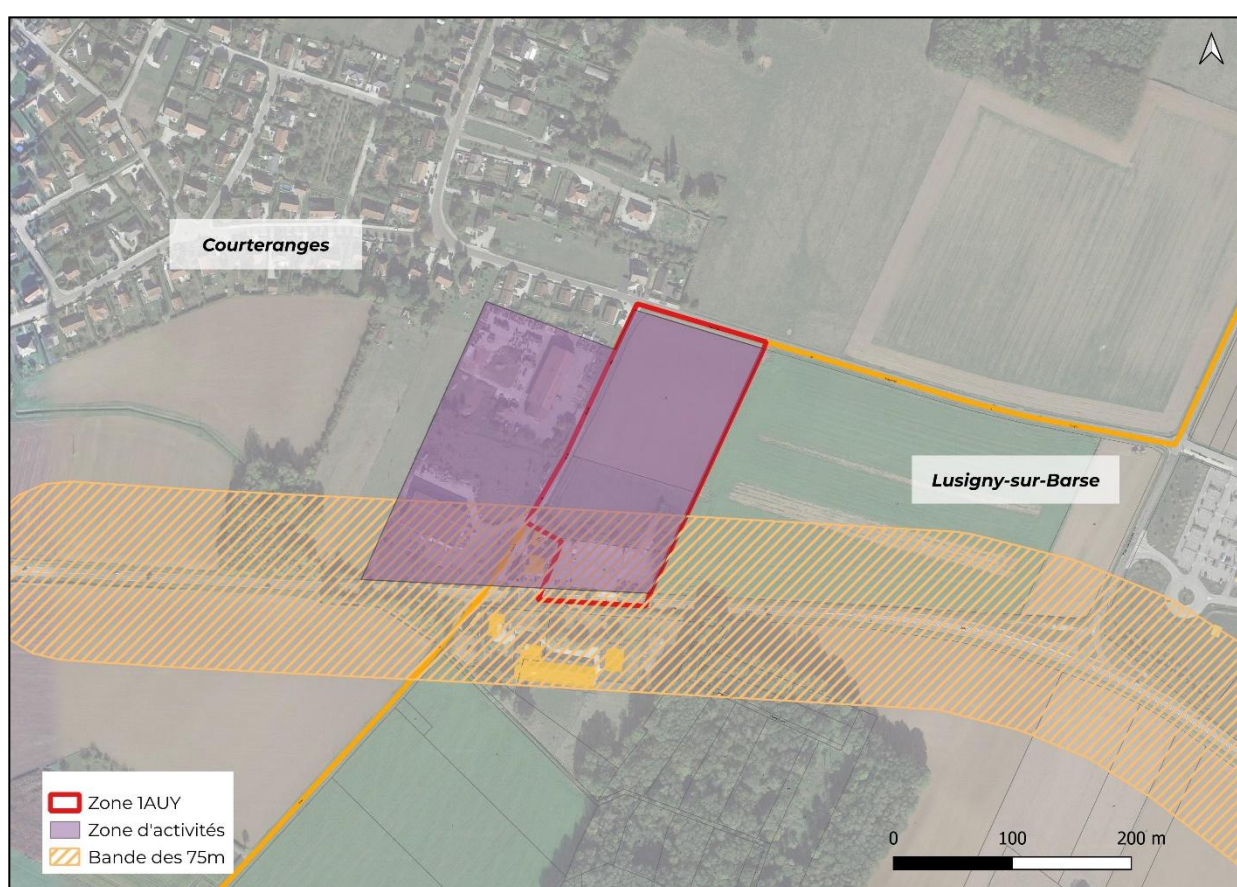 Courteranges
Lusigny-sur-Barse
Zone 1AUY
Zone d'activités
Bande des 75m
0 100 200 m